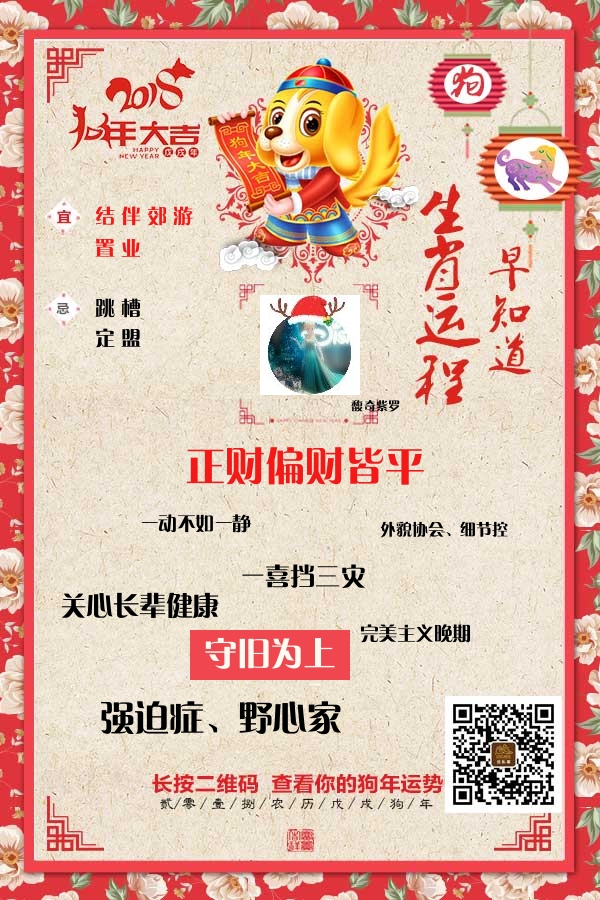 2018
狗年大吉
HAPPY
NEW YEAR
戊戌年
狗年大吉
狗
生肖运程
早知道
宜
结伴郊游
置业
忌
跳槽
定盟
馥奇紫罗
HAPPY CHINESE NEW YEAR
正财偏财皆平
一动不如一静
外貌协会、细节控
一喜挡三灾
关心长辈健康
完美主义晚期
守旧为上
强迫症、野心家
长按二维码 查看你的狗年运势
贰/零/壹/捌/农/历/戊/戌/狗/年